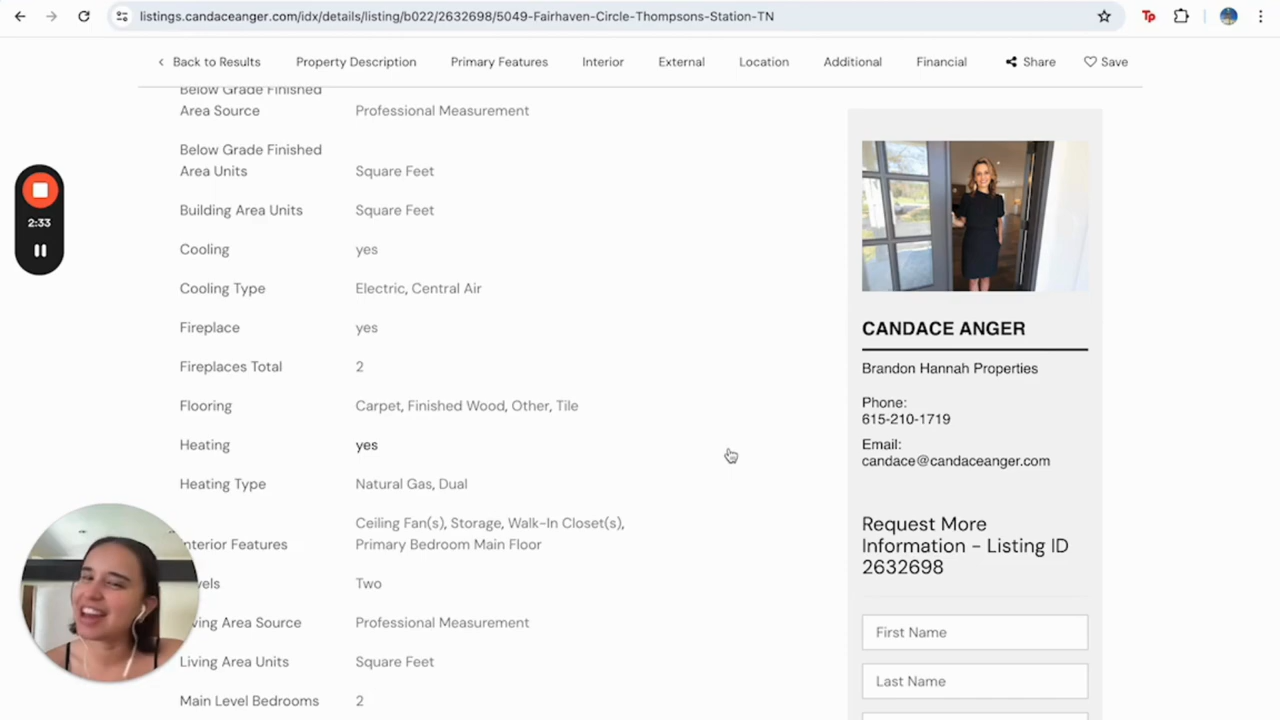 listings.candaceanger.com/idx/details/listing/b022/2632698/5049-Fairhaven-Circle-Thompsons-Station-TN
Back to Results
Property Description
Primary Features
Interior
External
Location
Additional
Financial
Share
Save
Below Grade Finished
Area Source
Professional Measurement
Below Grade Finished
Area Units
Square Feet
Building Area Units
Square Feet
Cooling
yes
Cooling Type
Electric, Central Air
Fireplace
yes
Fireplaces Total
2
Flooring
Carpet, Finished Wood, Other, Tile
Heating
yes
Heating Type
Natural Gas, Dual
Ceiling Fan(s), Storage, Walk-In Closet(s),
nterior Features
Primary Bedroom Main Floor
vels
Two
ving Area Source
Professional Measurement
Living Area Units
Square Feet
Main Level Bedrooms
2
2:33
CANDACE ANGER
Brandon Hannah Properties
Phone:
615-210-1719
Email:
candace@candaceanger.com
Request More
Information - Listing ID
2632698
First Name
Last Name